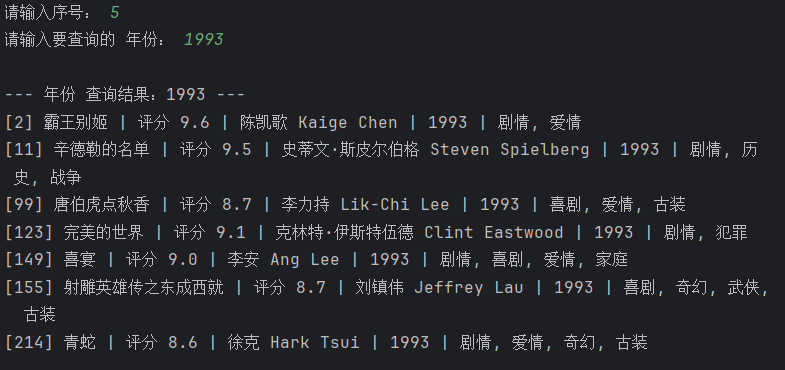 请输入序号： 5
请输入要查询的 年份： 1993
--- 年份 查询结果：1993 ---
[2] 霸王别姬 | 评分 9.6 | 陈凯歌 Kaige Chen | 1993 | 剧情, 爱情
[11] 辛德勒的名单 | 评分 9.5 | 史蒂文·斯皮尔伯格 Steven Spielberg | 1993 | 剧情, 历
史, 战争
[99] 唐伯虎点秋香 | 评分 8.7 | 李力持 Lik-Chi Lee | 1993 | 喜剧, 爱情, 古装
[123] 完美的世界 | 评分 9.1 | 克林特·伊斯特伍德 Clint Eastwood | 1993 | 剧情, 犯罪
[149] 喜宴 | 评分 9.0 | 李安 Ang Lee | 1993 | 剧情, 喜剧, 爱情, 家庭
[155] 射雕英雄传之东成西就 | 评分 8.7 | 刘镇伟 Jeffrey Lau | 1993 | 喜剧, 奇幻, 武侠,
古装
[214] 青蛇 | 评分 8.6 | 徐克 Hark Tsui | 1993 | 剧情, 爱情, 奇幻, 古装